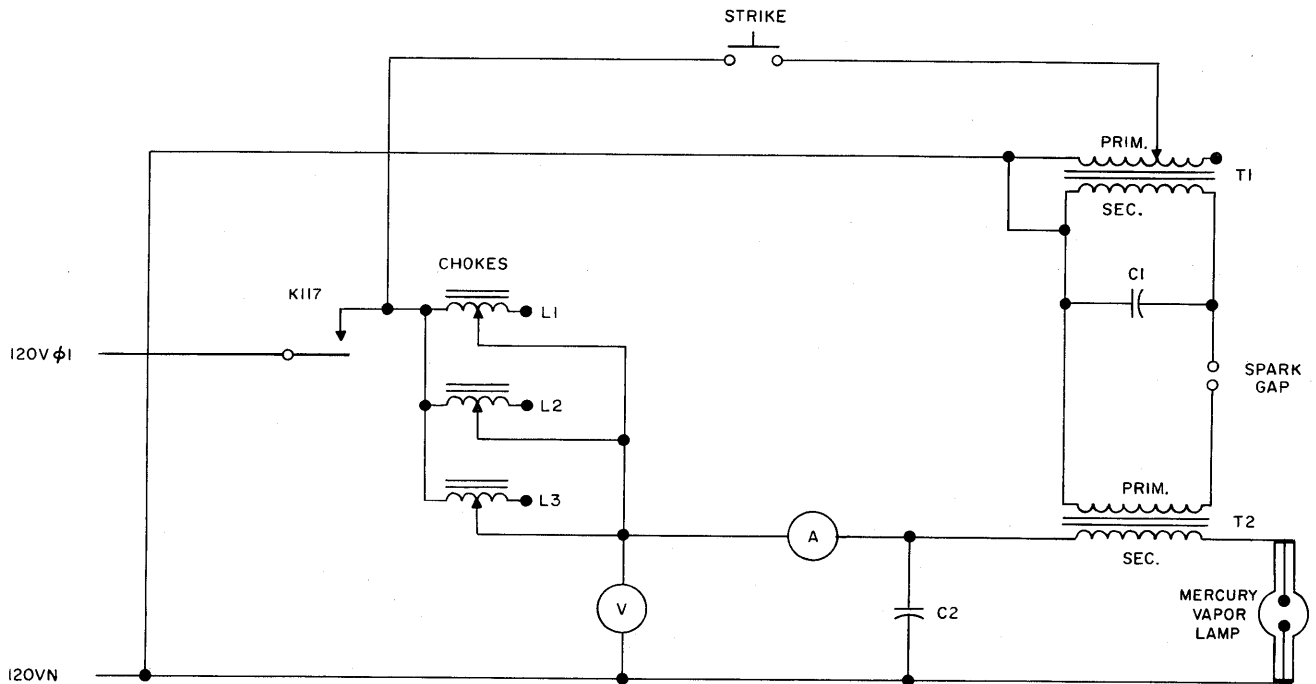 STRIKE
PRIM.
T1
SEC.
CHOKES
C1
K117
L1
120V ϕ1
SPARK
GAP
L2
L3
PRIM.
T2
A
SEC.
MERCURY
VAPOR
LAMP
V
C2
120VN